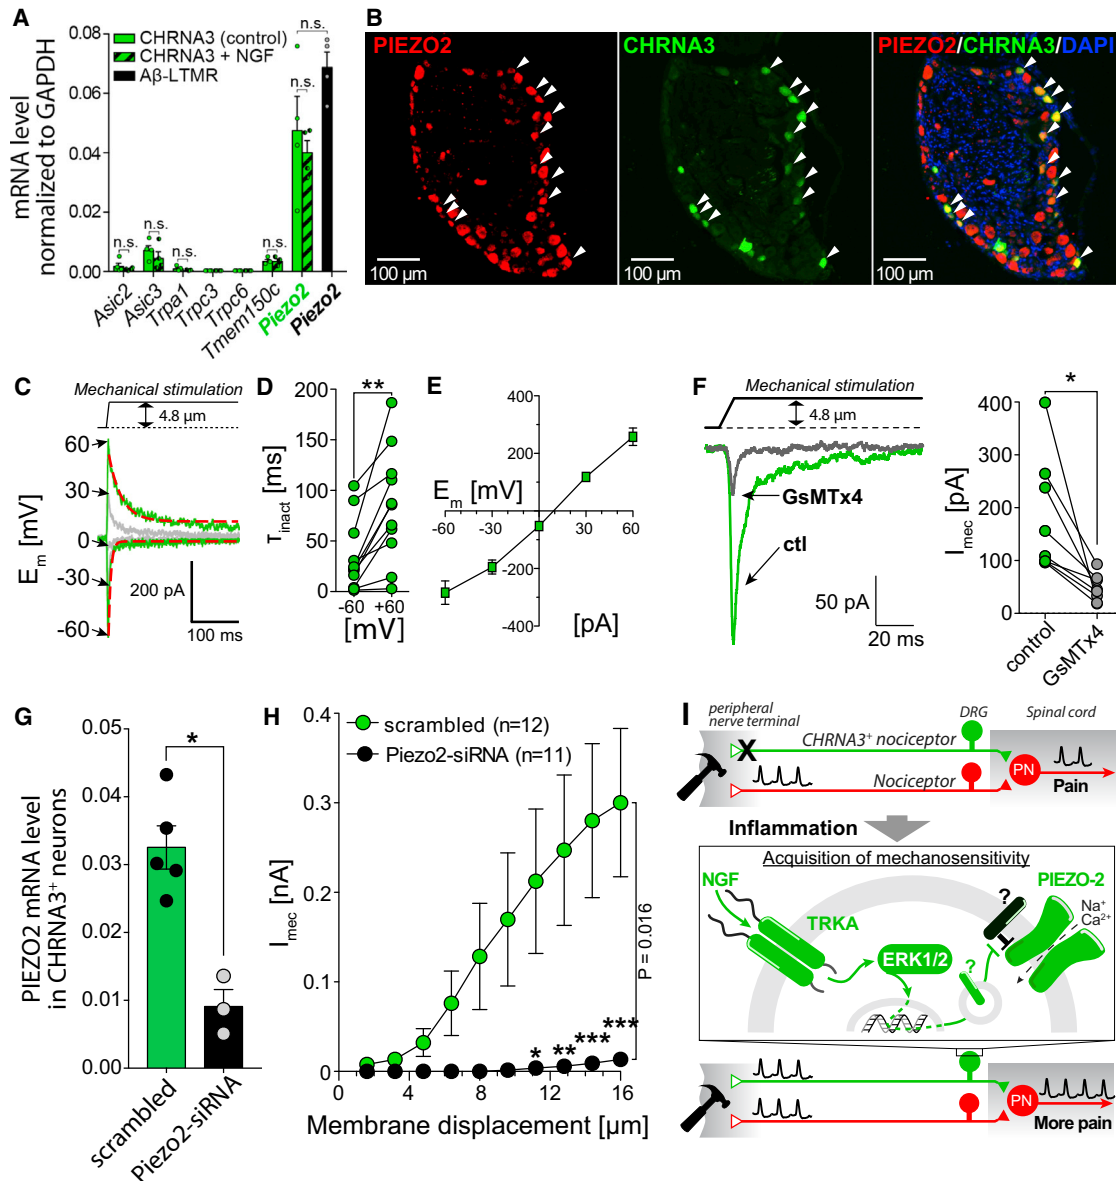 A
mRNA level
normalized to GAPDH
0.08
0.06
0.04
0.02
0.00
CHRNA3 (control)
CHRNA3 + NGF
Aβ-LTMR
n.s.
n.s.
n.s.
n.s.
n.s.
n.s.
Asic2
Asic3
Trpa1
Trpc3
Trpc6
Tmem150c
Piezo2
Piezo2
B
PIEZO2
CHRNA3
PIEZO2/CHRNA3/DAPI
100 µm
100 µm
100 µm
C
Mechanical stimulation
4.8 µm
Em [mV]
60
30
0
-30
-60
200 pA
100 ms
D
**
Τinact [ms]
200
150
100
50
0
-60 +60
[mV]
E
400
200
Em [mV]
-60 -30 0 30 60
-200
-400
[pA]
F
Mechanical stimulation
4.8 µm
GsMTx4
ctl
50 pA
20 ms
*
Imec [pA]
400
300
200
100
0
control
GsMTx4
G
PIEZO2 mRNA level
in CHRNA3+ neurons
0.05
0.04
0.03
0.02
0.01
0.00
*
scrambled
Piezo2-siRNA
H
scrambled (n=12)
Piezo2-siRNA (n=11)
Imec [nA]
0.4
0.3
0.2
0.1
0
P = 0.016
* ** *** ***
0 4 8 12 16
Membrane displacement [µm]
I
peripheral
nerve terminal
DRG
Spinal cord
X
CHRNA3+ nociceptor
Nociceptor
PN
Pain
Inflammation
Acquisition of mechanosensitivity
NGF
TRKA
ERK1/2
?
?
PIEZO-2
Na+
Ca2+
PN
More pain